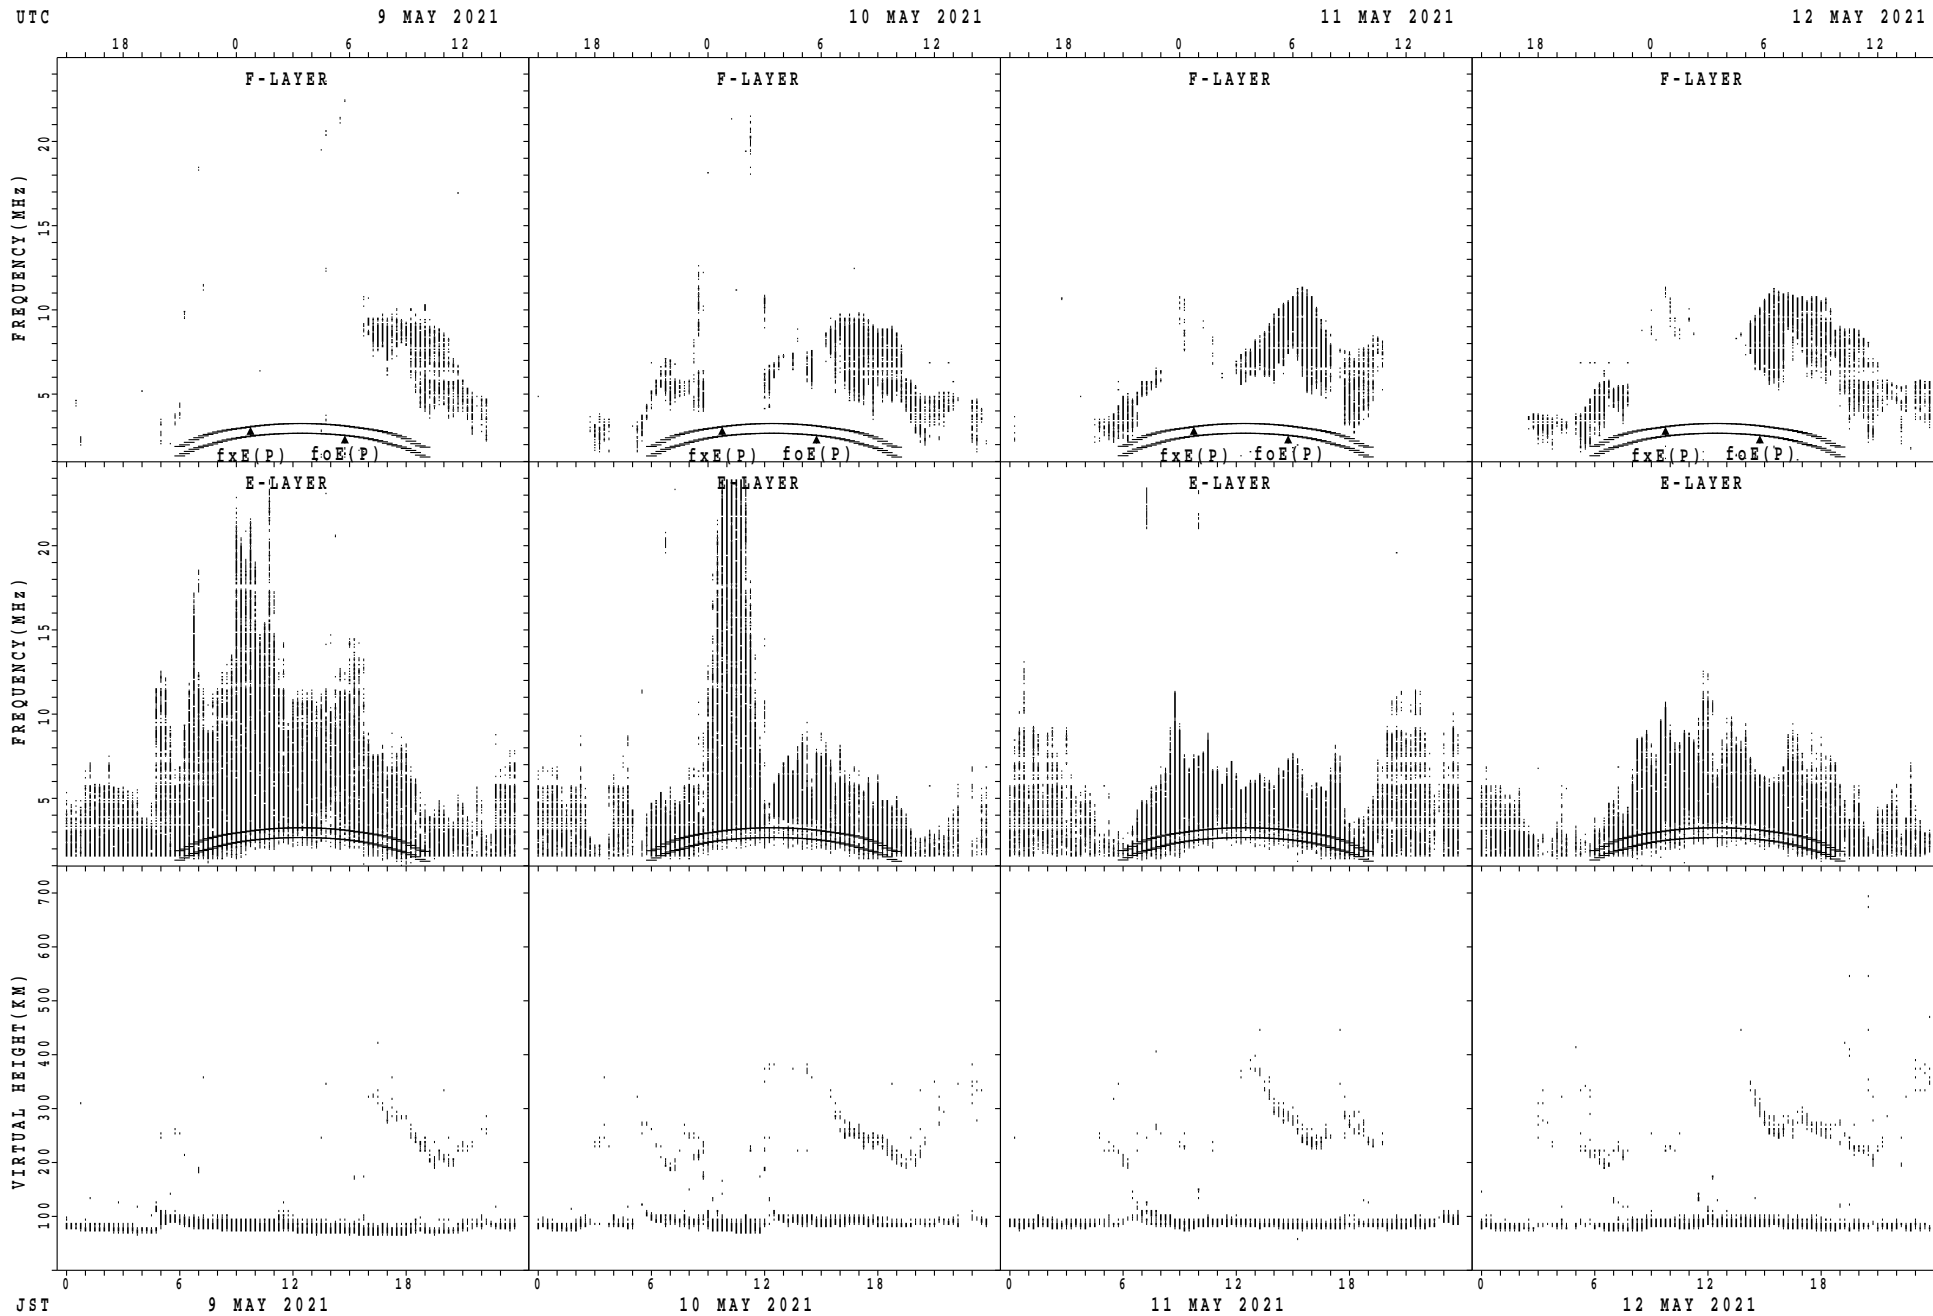 UTC 9 MAY 2021 10 MAY 2021 11 MAY 2021 12 MAY 2021
18 0 6 12 18 0 6 12 18 0 6 12 18 0 6 12
F-LAYER F-LAYER F-LAYER F-LAYER
FREQUENCY(MHz)
20
15
10
5
fxE(P) foE(P) fxE(P) foE(P) fxE(P) foE(P) fxE(P) foE(P)
E-LAYER E-LAYER E-LAYER E-LAYER
FREQUENCY(MHz)
20
15
10
5
VIRTUAL HEIGHT(KM)
700
600
500
400
300
200
100
0 6 12 18 0 6 12 18 0 6 12 18 0 6 12 18
JST 9 MAY 2021 10 MAY 2021 11 MAY 2021 12 MAY 2021